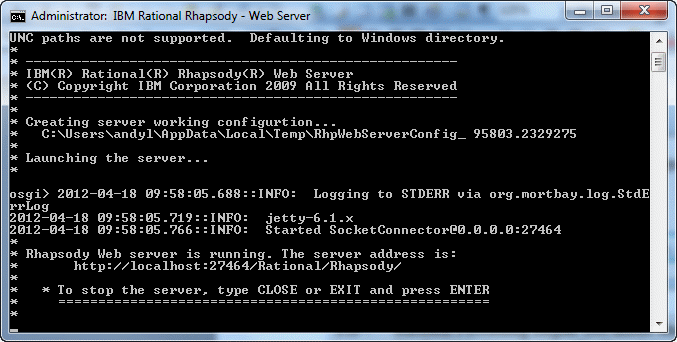 Administrator: IBM Rational Rhapsody - Web Server
UNC paths are not supported.  Defaulting to Windows directory.
*
* ------------------------------------------------------
* IBM(R) Rational(R) Rhapsody(R) Web Server
* (C) Copyright IBM Corporation 2009 All Rights Reserved
* ------------------------------------------------------
*
* Creating server working configurtion...
*   C:\Users\andyl\AppData\Local\Temp\RhpWebServerConfig_ 95803.2329275
*
* Launching the server...
*
osgi> 2012-04-18 09:58:05.688::INFO:  Logging to STDERR via org.mortbay.log.StdE
rrLog
2012-04-18 09:58:05.719::INFO:  jetty-6.1.x
2012-04-18 09:58:05.766::INFO:  Started SocketConnector@0.0.0.0:27464
*
* Rhapsody Web server is running. The server address is:
*       http://localhost:27464/Rational/Rhapsody/
*
*   * To stop the server, type CLOSE or EXIT and press ENTER
*     ======================================================
*